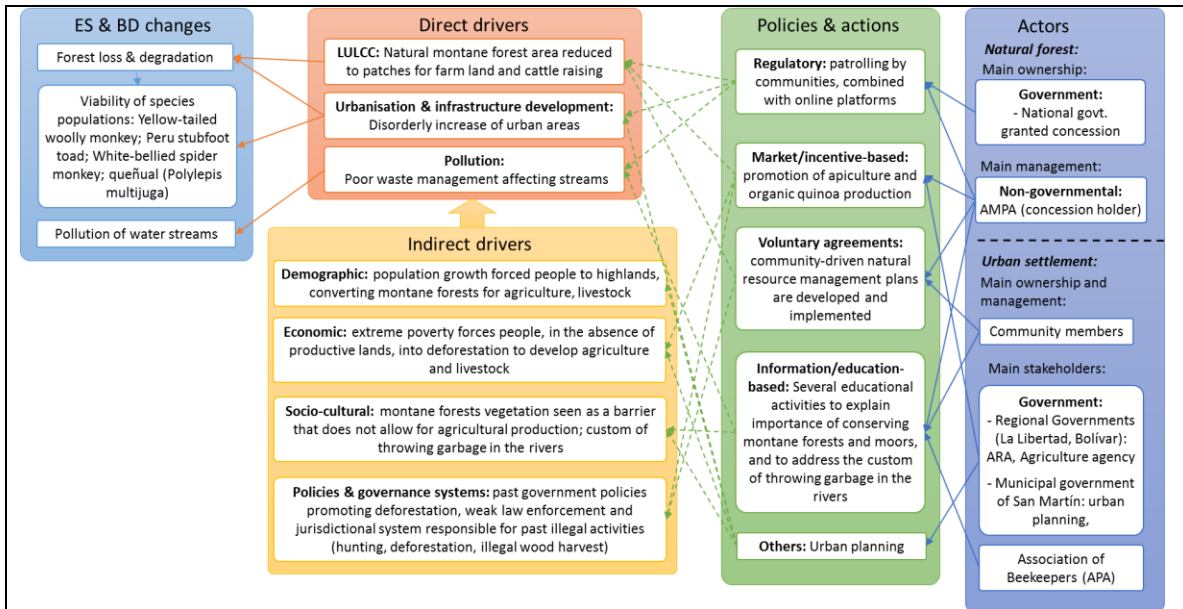 ES & BD changes
Forest loss & degradation
Viability of species
populations: Yellow-tailed
woolly monkey; Peru stubfoot
toad; White-bellied spider
monkey; queñual (Polylepis
multijuga)
Pollution of water streams
Direct drivers
LULCC: Natural montane forest area reduced
to patches for farm land and cattle raising
Urbanisation & infrastructure development:
Disorderly increase of urban areas
Pollution:
Poor waste management affecting streams
Indirect drivers
Demographic: population growth forced people to highlands,
converting montane forests for agriculture, livestock
Economic: extreme poverty forces people, in the absence of
productive lands, into deforestation to develop agriculture
and livestock
Socio-cultural: montane forests vegetation seen as a barrier
that does not allow for agricultural production; custom of
throwing garbage in the rivers
Policies & governance systems: past government policies
promoting deforestation, weak law enforcement and
jurisdictional system responsible for past illegal activities
(hunting, deforestation, illegal wood harvest)
Policies & actions
Regulatory: patrolling by
communities, combined
with online platforms
Market/incentive-based:
promotion of apiculture and
organic quinoa production
Voluntary agreements:
community-driven natural
resource management plans
are developed and
implemented
Information/education-
based: Several educational
activities to explain
importance of conserving
montane forests and moors,
and to address the custom
of throwing garbage in the
rivers
Others: Urban planning
Actors
Natural forest:
Main ownership:
Government:
- National govt.
granted concession
Main management:
Non-governmental:
AMPA (concession holder)
Urban settlement:
Main ownership and
management:
Community members
Main stakeholders:
Government:
- Regional Governments
(La Libertad, Bolívar):
ARA, Agriculture agency
- Municipal government
of San Martín: urban
planning,
Association of
Beekeepers (APA)